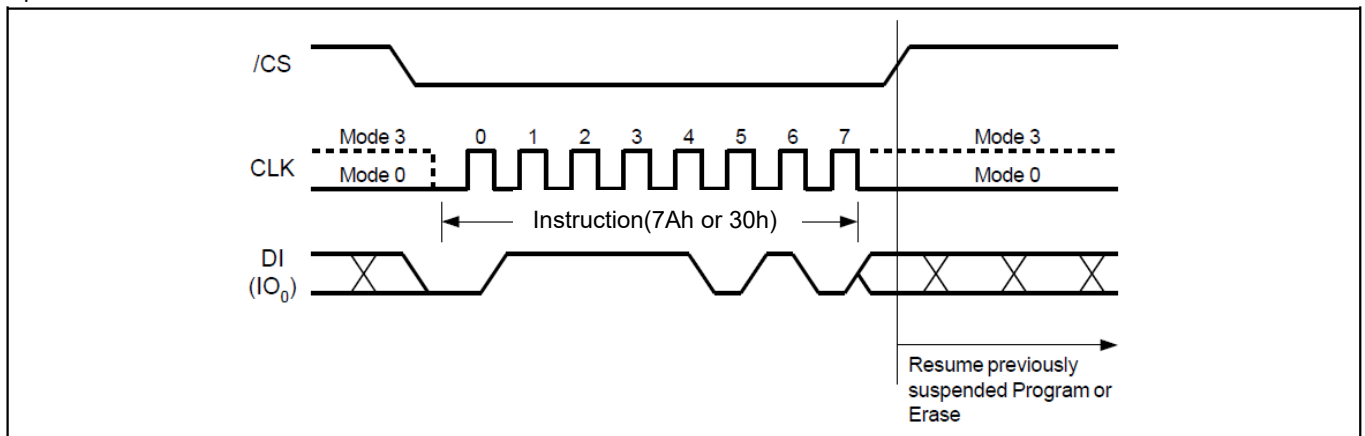 /CS
Mode 3 0 1 2 3 4 5 6 7 Mode 3
CLK
Mode 0 Mode 0
Instruction(7Ah or 30h)
DI
(IO0)
Resume previously
suspended Program or
Erase